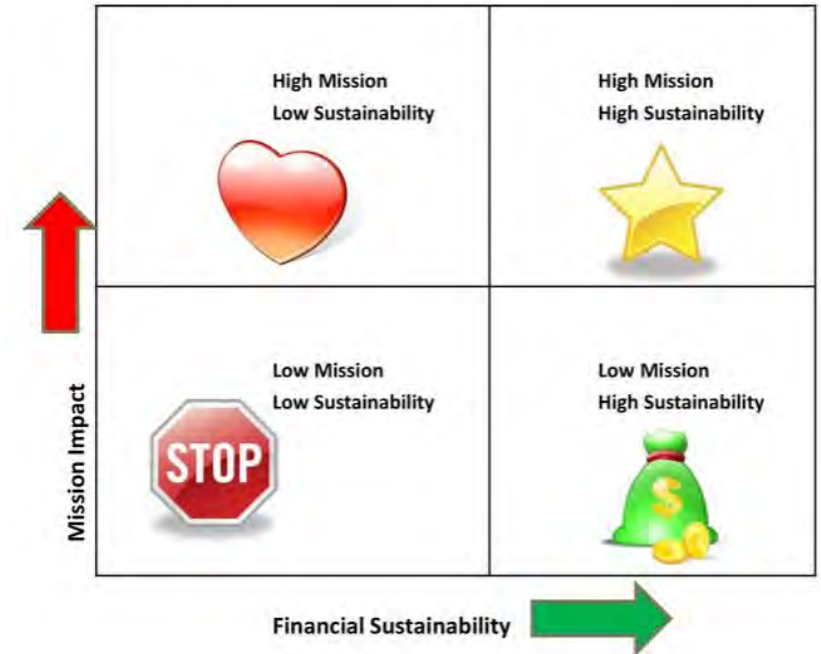 High Mission
Low Sustainability
High Mission
High Sustainability
Low Mission
Low Sustainability
STOP
Low Mission
High Sustainability
$
Mission Impact
Financial Sustainability